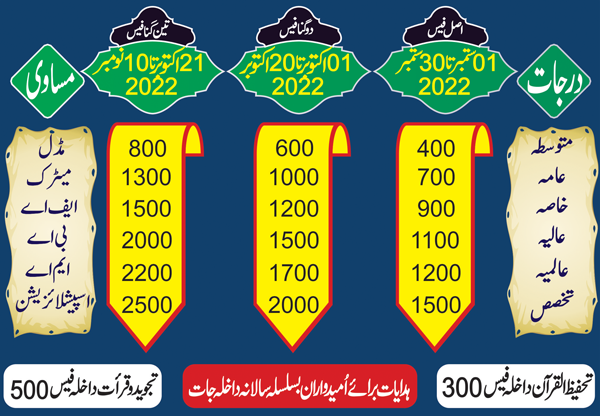 اصل فیس
دوگنا فیس
تین گنا فیس
درجات
01 ستمبر تا 30 ستمبر
2022
01 اکتوبر تا 20 اکتوبر
2022
21 اکتوبر تا 10 نومبر
2022
مساوی
متوسطہ 400 600 800 مڈل
عامہ 700 1000 1300 میٹرک
خاصہ 900 1200 1500 ایف اے
عالیہ 1100 1500 2000 بی اے
عالمیہ 1200 1700 2200 ایم اے
تخصص 1500 2000 2500 اسپیشلائزیشن
تحفیظ القرآن داخلہ فیس 300
ہدایات برائے اُمیدواران بسلسلہ سالانہ داخلہ جات
تجوید و قرأت داخلہ فیس 500